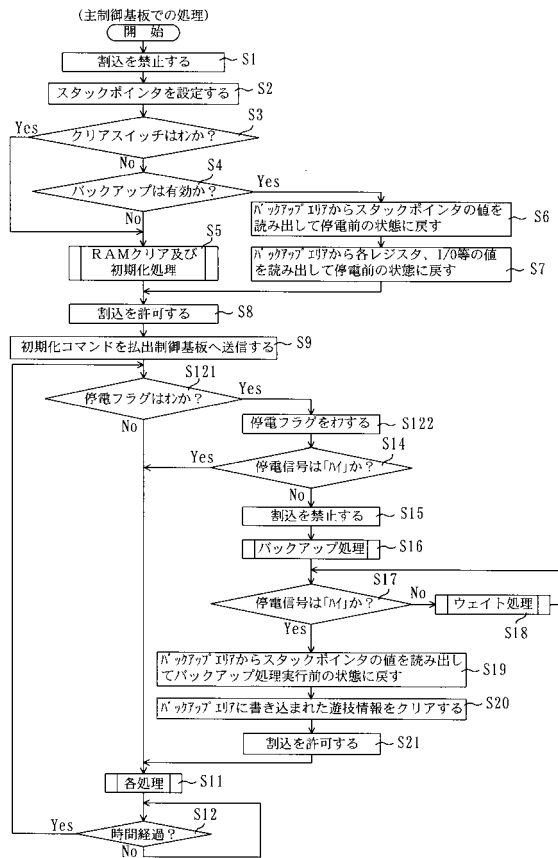 (主制御基板での処理)
開 始
割込を禁止する S1
スタックポインタを設定する S2
S3
Yes クリアスイッチはオンか？
No
S4
バックアップは有効か？ Yes
No
バックアップエリアからスタックポインタの値を
読み出して停電前の状態に戻す S6
S5
RAMクリア及び
初期化処理
バックアップエリアから各レジスタ、I/O等の値
を読み出して停電前の状態に戻す S7
割込を許可する S8
初期化コマンドを払出制御基板へ送信する S9
S121
停電フラグはオンか？ Yes
No
停電フラグをオフする S122
S14
Yes 停電信号は「ハイ」か？
No
割込を禁止する S15
バックアップ処理 S16
S17
停電信号は「ハイ」か？ No
Yes
ウェイト処理
S18
バックアップエリアからスタックポインタの値を読み出し
てバックアップ処理実行前の状態に戻す S19
バックアップエリアに書き込まれた遊技情報をクリアする S20
割込を許可する S21
各処理 S11
S12
Yes 時間経過？
No